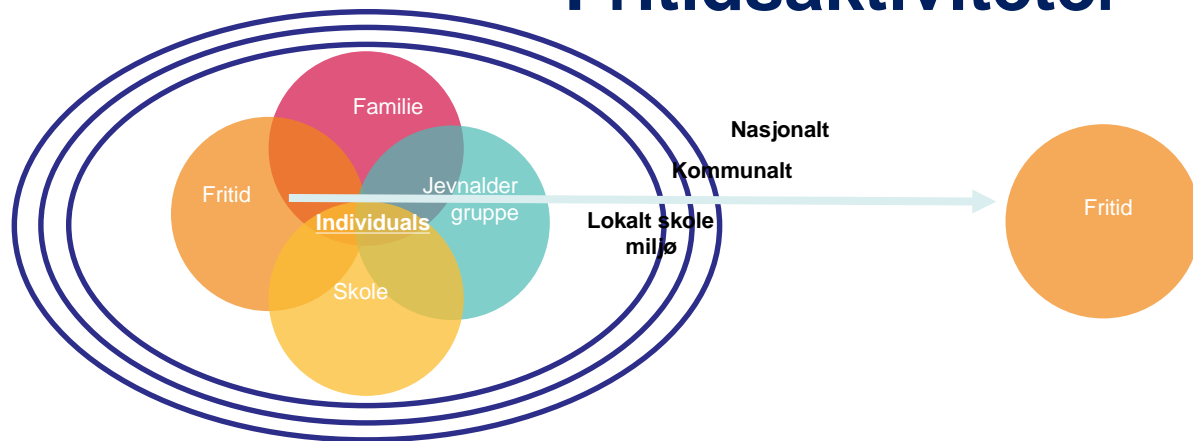 Fritidsaktiviteter
Familie
Nasjonalt
Kommunalt
Fritid
Jevnalder
gruppe
Fritid
Individuals
Lokalt skole
miljø
Skole